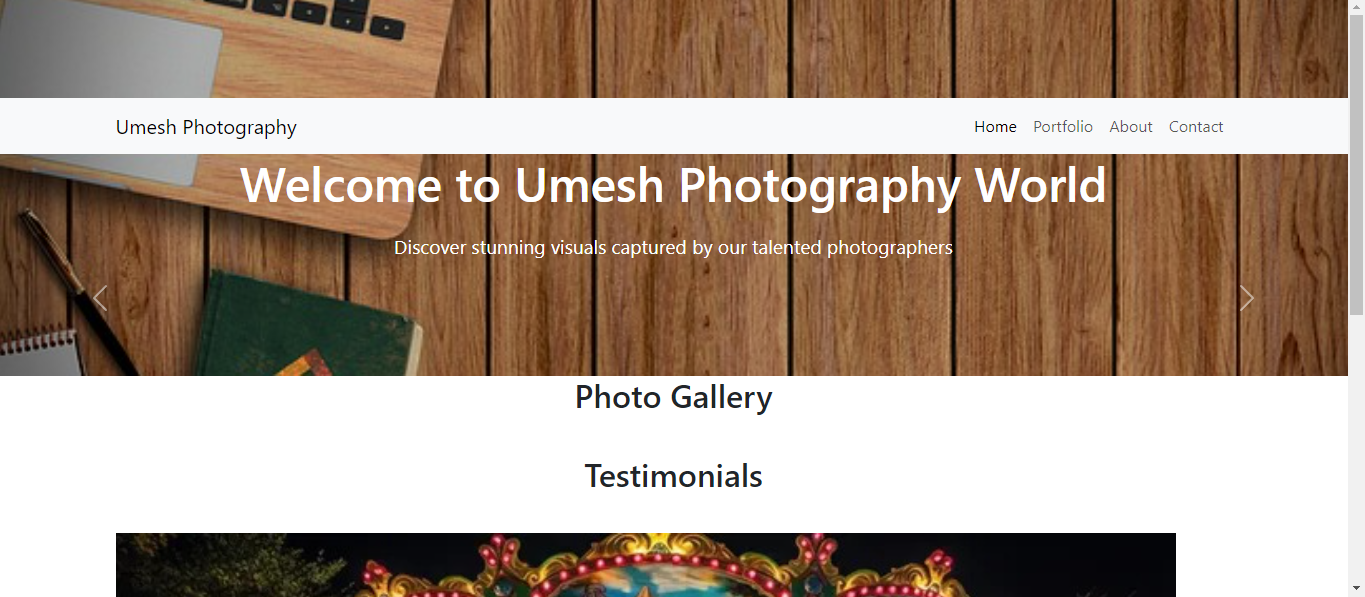 Umesh Photography
Home Portfolio About Contact
Welcome to Umesh Photography World
Discover stunning visuals captured by our talented photographers
Photo Gallery
Testimonials